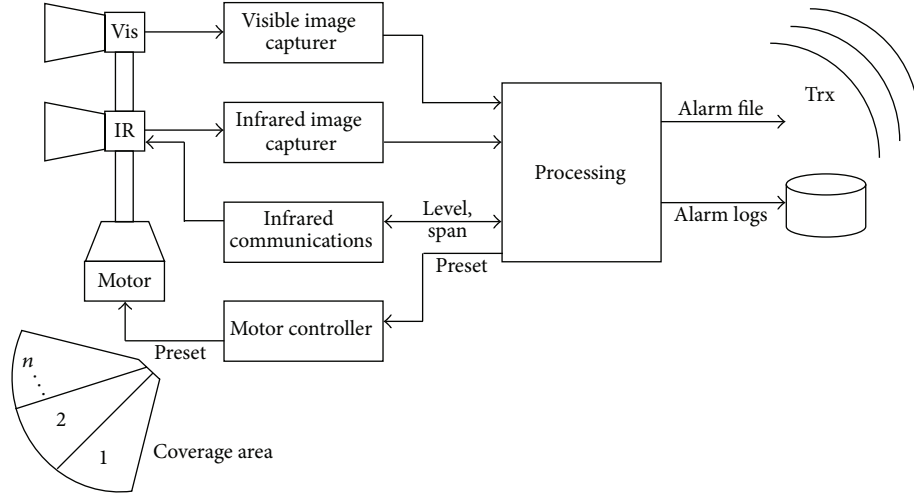 Vis
Visible image
capturer
IR
Infrared image
capturer
Infrared
communications
Level,
span
Processing
Alarm file
Trx
Alarm logs
Preset
Motor
Motor controller
Preset
n
2
1
Coverage area